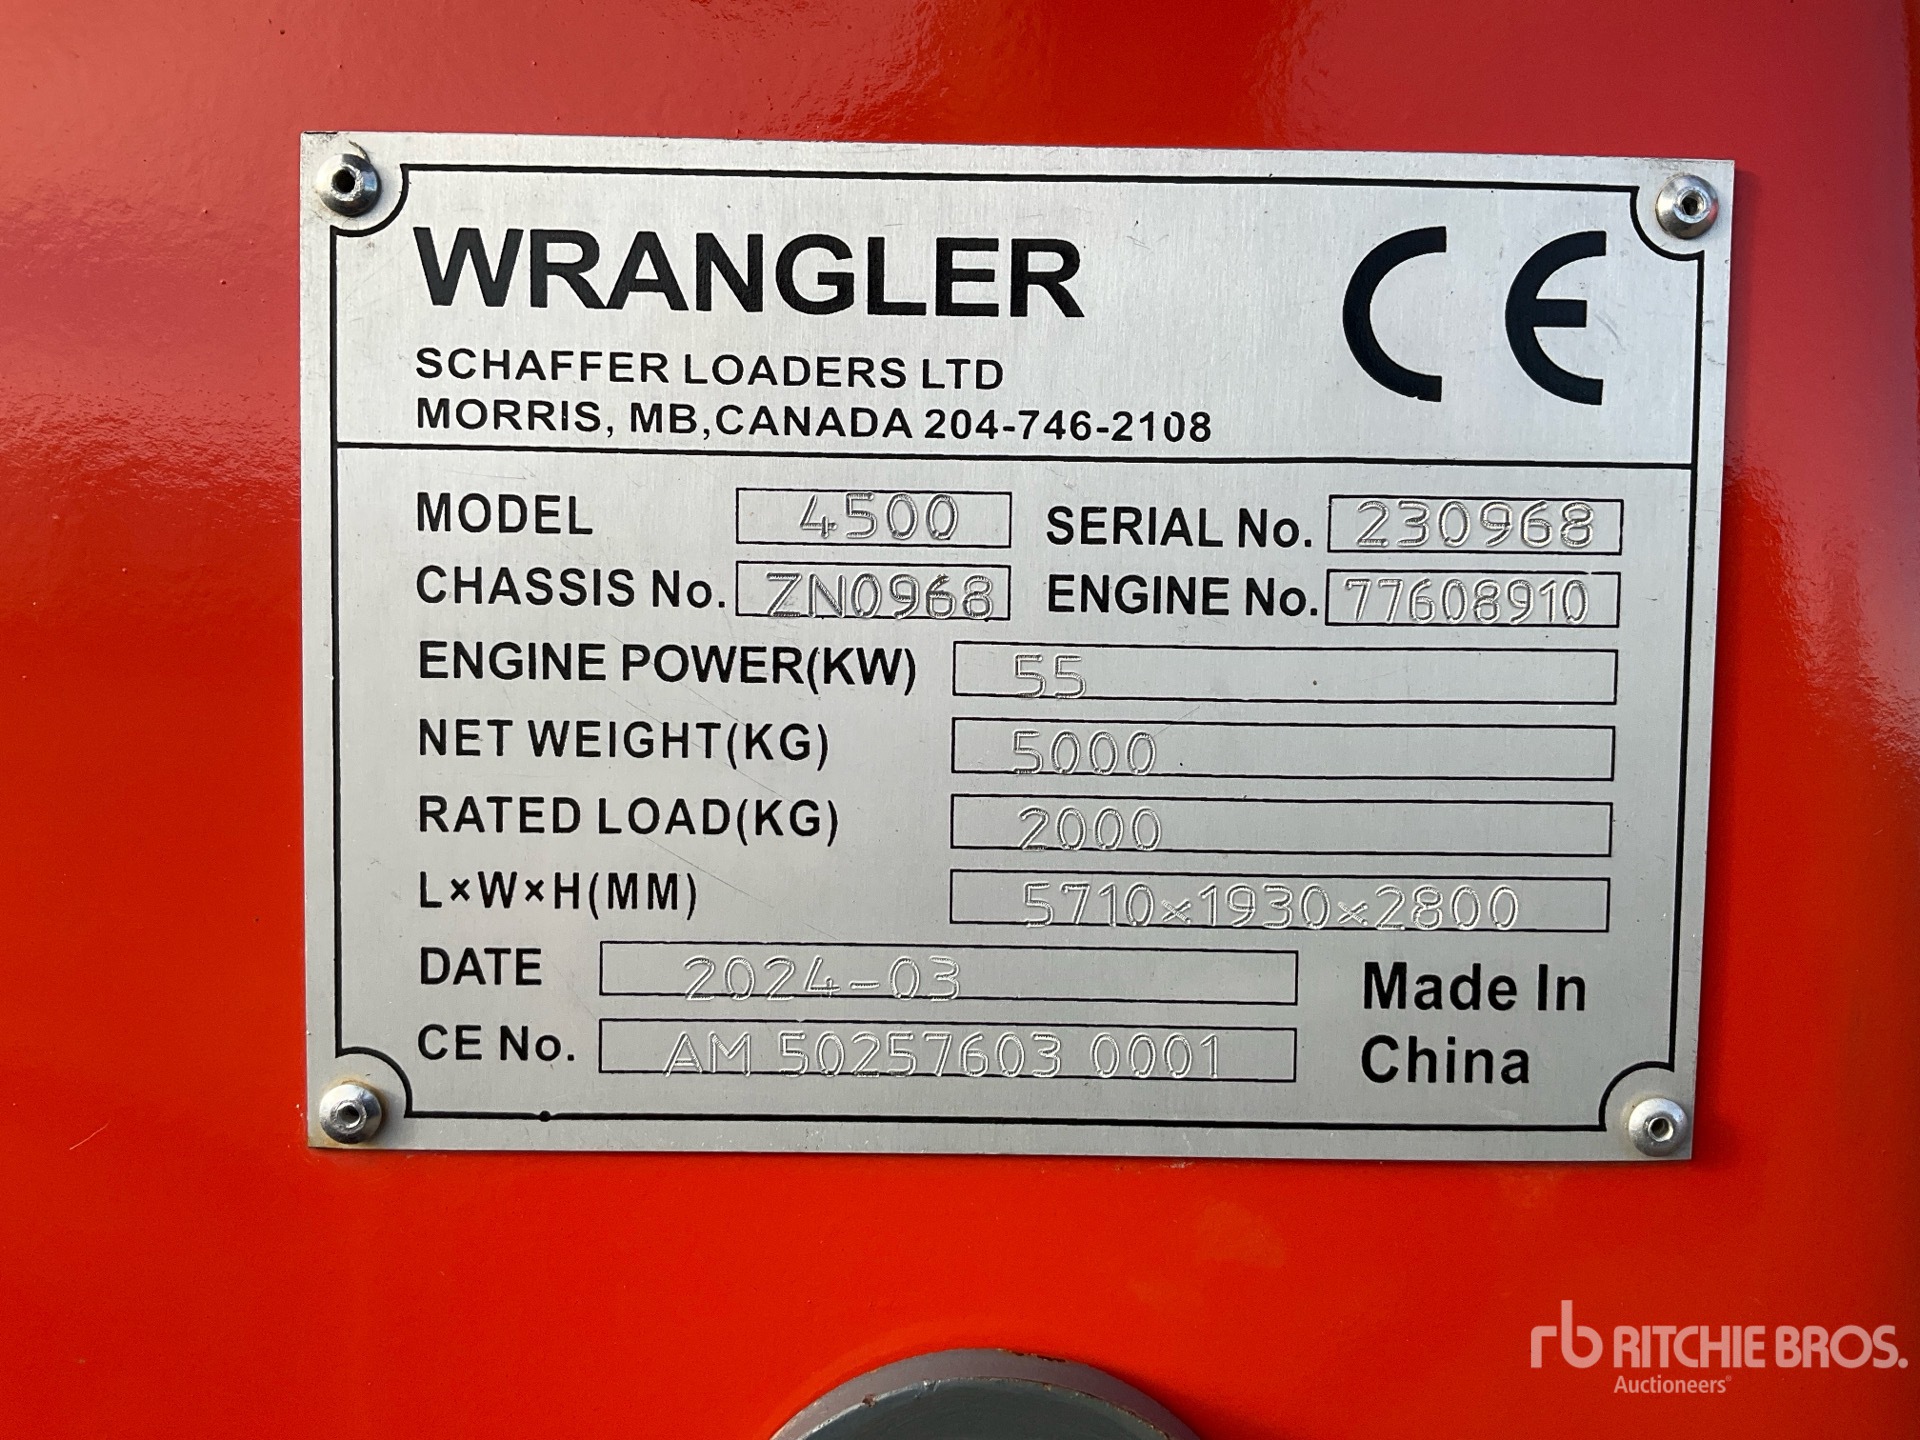 WRANGLER CE
SCHAFFER LOADERS LTD
MORRIS, MB,CANADA 204-746-2108
MODEL 4500 SERIAL No. 230968
CHASSIS No. ZN0968 ENGINE No. 77608910
ENGINE POWER(KW) 55
NET WEIGHT(KG) 5000
RATED LOAD(KG) 2000
L×W×H(MM) 5710×1930×2800
DATE 2024-03
CE No. AM 50257603 0001
Made In
China
rb RITCHIE BROS.
Auctioneers®